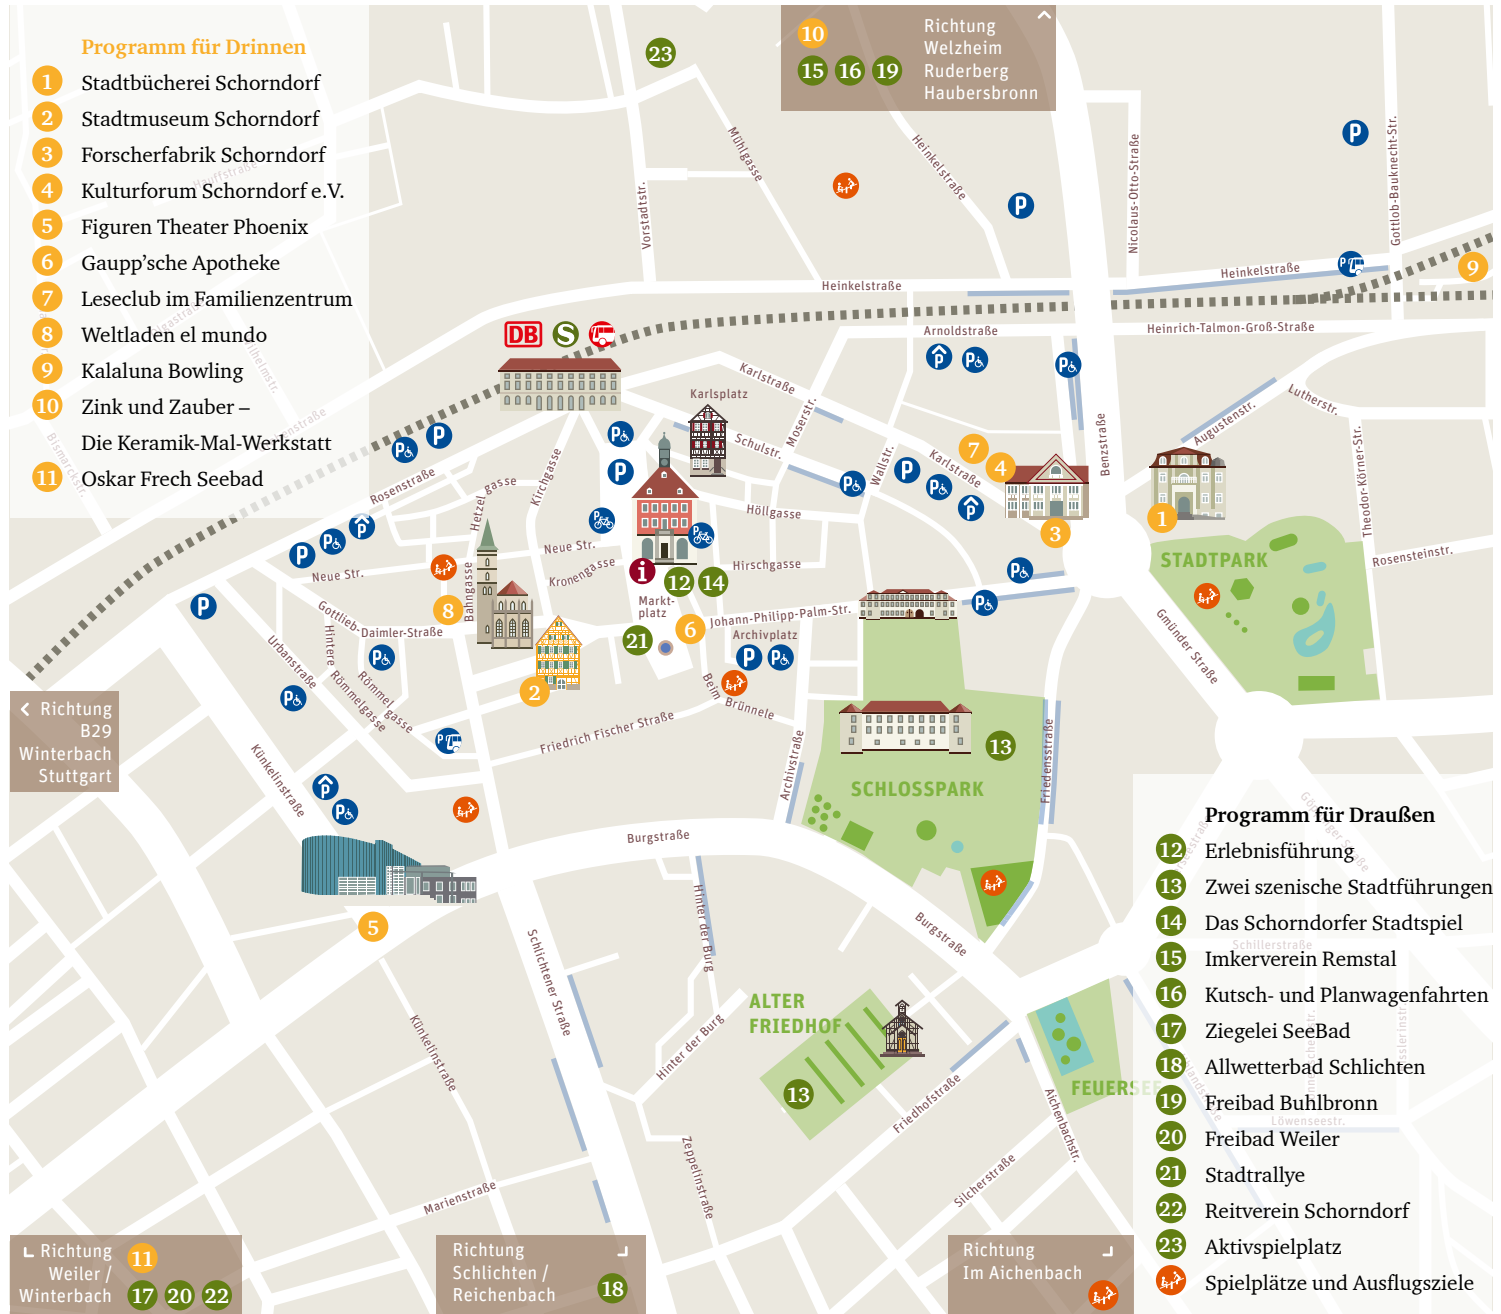 Programm für Drinnen
1 Stadtbücherei Schorndorf
2 Stadtmuseum Schorndorf
3 Forscherfabrik Schorndorf
4 Kulturforum Schorndorf e.V.
5 Figuren Theater Phoenix
6 Gaupp’sche Apotheke
7 Leseclub im Familienzentrum
8 Weltladen el mundo
9 Kalaluna Bowling
10 Zink und Zauber –
Die Keramik-Mal-Werkstatt
11 Oskar Frech Seebad
Hauffstraße
Bismarckstr.
23
10
15 16 19
Richtung
Welzheim
Ruderberg
Haubersbronn
Mühlgasse
Heinkelstraße
Vorstadtstr.
Nicolaus-Otto-Straße
Gottlob-Bauknecht-Str.
P
P
Heinkelstraße
Heinkelstraße
P
9
DB S
Arnoldstraße
Heinrich-Talmon-Groß-Straße
P P
P
Karlstraße
Karlsplatz
Moserstr.
Schulstr.
Wallstr.
Karlstraße
Benzstraße
Augustenstr.
Lutherstr.
Theodor-Körner-Str.
Rosensteinstr.
P P
P
P
Rosenstraße
Hetzelgasse
Kirchgasse
7
4
3
1
P
P
P
P
Höllgasse
Hirschgasse
P
P
P
P
P
Neue Str.
Neue Str.
Kronengasse
Bahngasse
8
i
12 14
Markt-
platz
21
6
Johann-Philipp-Palm-Str.
Archivplatz
P P
P
P
STADTPARK
Gmünder Straße
P
Gottlieb-
Daimler-Straße
Urbanstraße
Hintere
Römmelgasse
Römmelgasse
P
P
2
Beim
Brünnele
Friedrich Fischer Straße
Archivstraße
Friedensstraße
13
SCHLOSSPARK
P
P
P
Künkelinstraße
5
Burgstraße
Burgstraße
Hinter der Burg
Hinter der Burg
Schlichtener Straße
Künkelinstraße
Marienstraße
Zeppelinstraße
ALTER
FRIEDHOF
13
Friedhofstraße
Silcherstraße
Aichenbachstr.
FEUERSEE
Richtung
B29
Winterbach
Stuttgart
Richtung
Weiler /
Winterbach
11
17 20 22
Richtung
Schlichten /
Reichenbach
18
Richtung
Im Aichenbach
Schillerstraße
Löwenseestr.
Programm für Draußen
12 Erlebnisführung
13 Zwei szenische Stadtführungen
14 Das Schorndorfer Stadtspiel
15 Imkerverein Remstal
16 Kutsch- und Planwagenfahrten
17 Ziegelei SeeBad
18 Allwetterbad Schlichten
19 Freibad Buhlbronn
20 Freibad Weiler
21 Stadtrallye
22 Reitverein Schorndorf
23 Aktivspielplatz
Spielplätze und Ausflugsziele